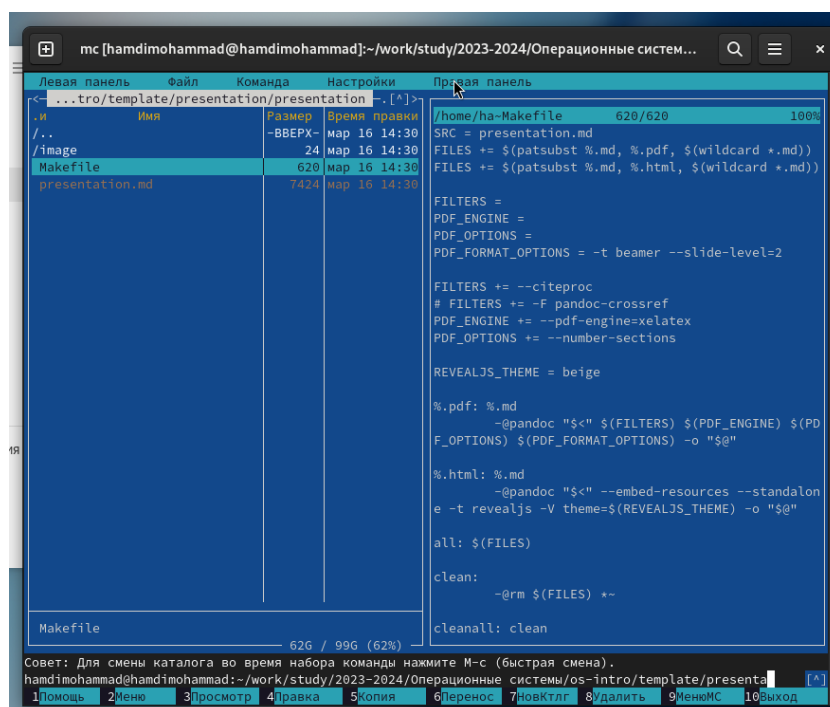 mc [hamdimohammad@hamdimohammad]:~/work/study/2023-2024/Операционные систем...
Левая панель Файл Команда Настройки Правая панель
<— ...tro/template/presentation/presentation —.[^]>
.и Имя Размер Время правки
/.. -ВВЕРХ- мар 16 14:30
/image 24 мар 16 14:30
Makefile 620 мар 16 14:30
presentation.md 7424 мар 16 14:30
Makefile
62G / 99G (62%)
/home/ha~Makefile 620/620 100%
SRC = presentation.md
FILES += $(patsubst %.md, %.pdf, $(wildcard *.md))
FILES += $(patsubst %.md, %.html, $(wildcard *.md))
FILTERS =
PDF_ENGINE =
PDF_OPTIONS =
PDF_FORMAT_OPTIONS = -t beamer --slide-level=2
FILTERS += --citeproc
# FILTERS += -F pandoc-crossref
PDF_ENGINE += --pdf-engine=xelatex
PDF_OPTIONS += --number-sections
REVEALJS_THEME = beige
%.pdf: %.md
-@pandoc "$<" $(FILTERS) $(PDF_ENGINE) $(PD
F_OPTIONS) $(PDF_FORMAT_OPTIONS) -o "$@"
%.html: %.md
-@pandoc "$<" --embed-resources --standalon
e -t revealjs -V theme=$(REVEALJS_THEME) -o "$@"
all: $(FILES)
clean:
-@rm $(FILES) *~
cleanall: clean
Совет: Для смены каталога во время набора команды нажмите M-c (быстрая смена).
hamdimohammad@hamdimohammad:~/work/study/2023-2024/Операционные системы/os-intro/template/presenta [^]
1Помощь 2Меню 3Просмотр 4Правка 5Копия 6Перенос 7НовКтлг 8Удалить 9МенюMC 10Выход
ия